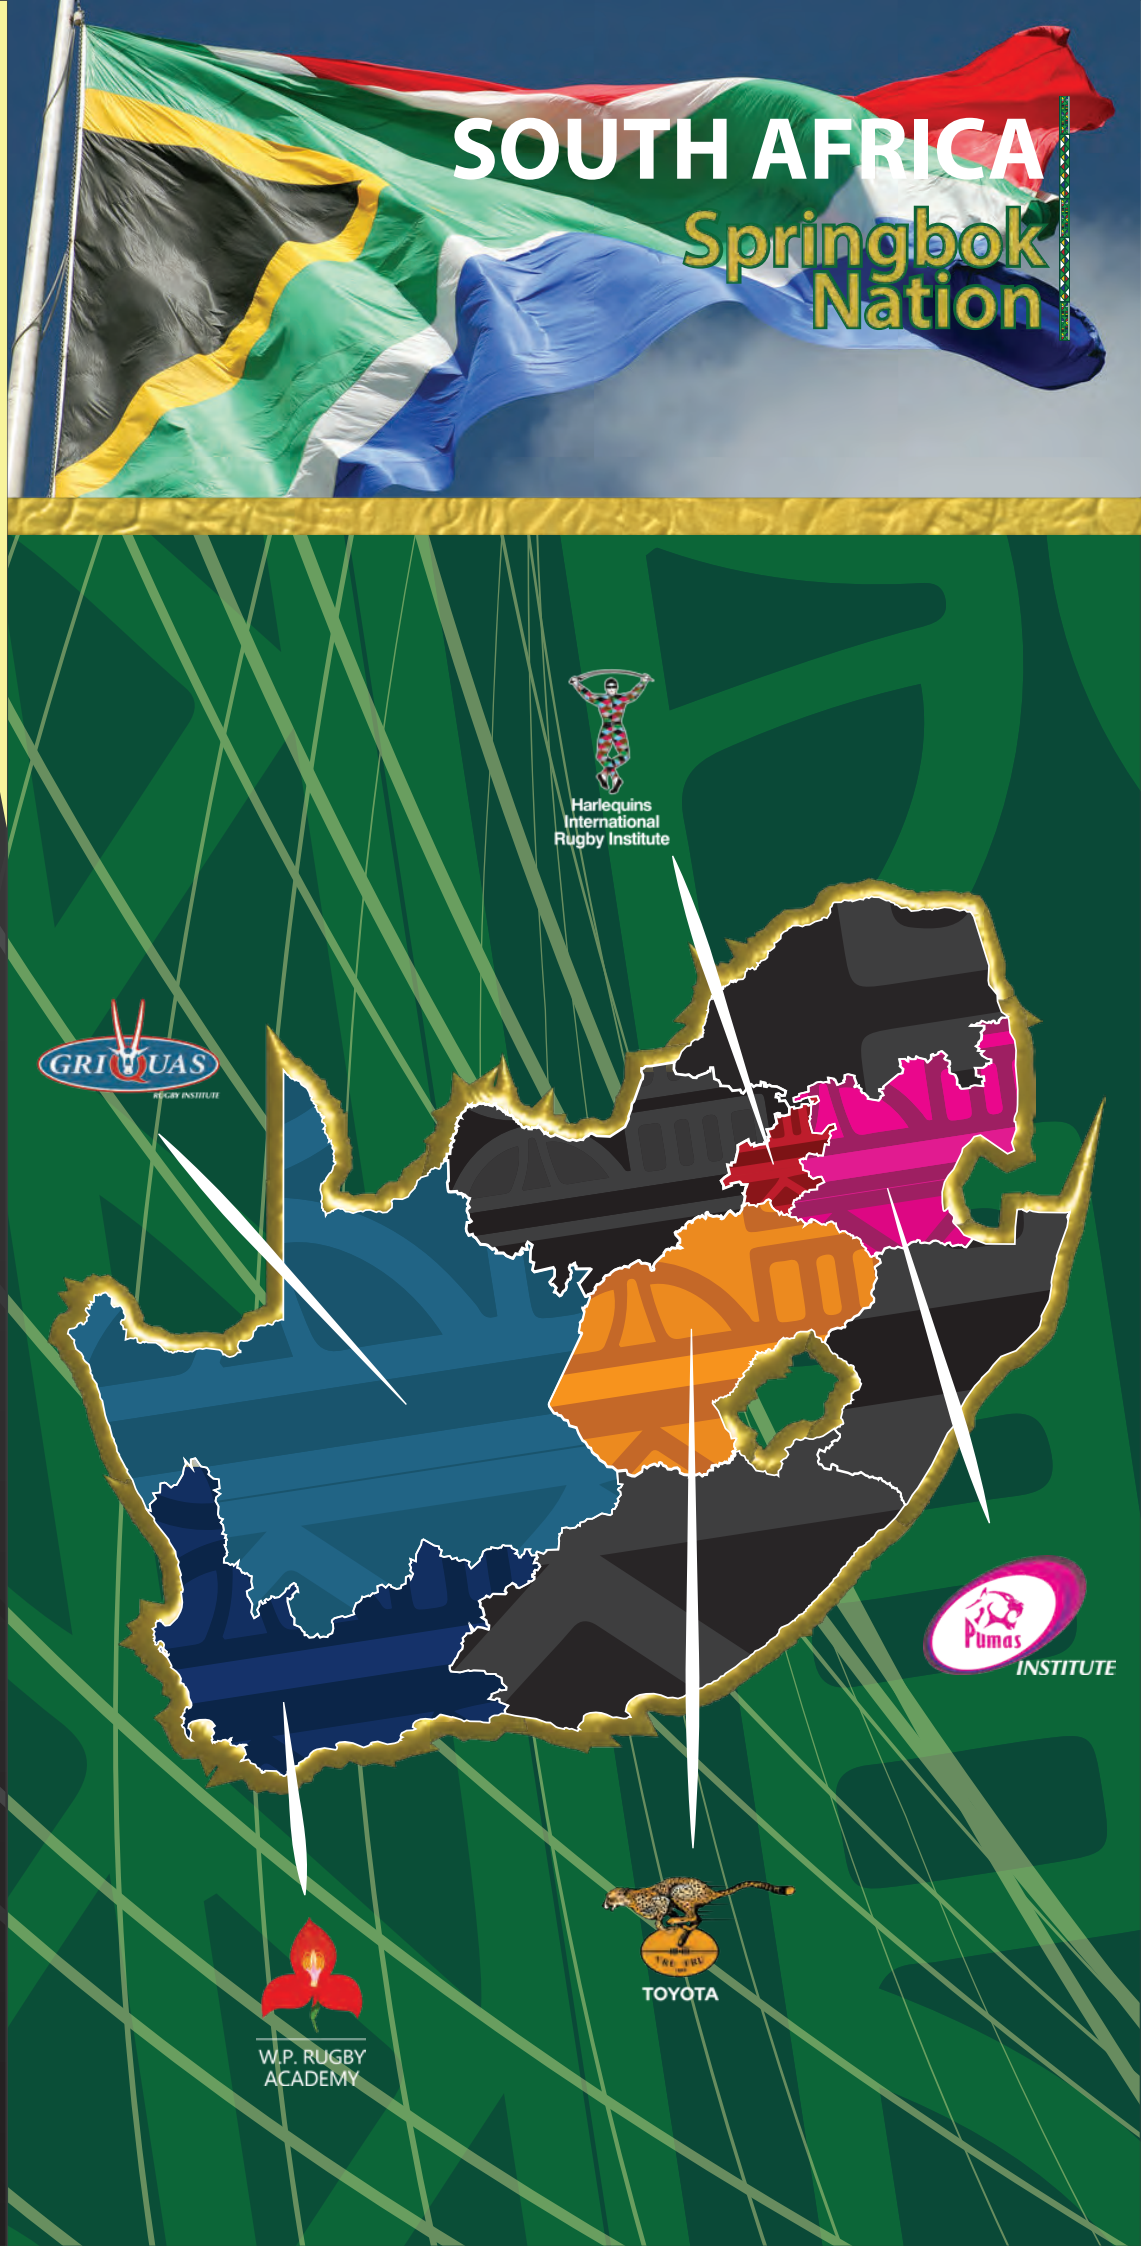 SOUTH AFRICA
Springbok
Nation
Harlequins
International
Rugby Institute
GRIQUAS
RUGBY INSTITUTE
Pumas
INSTITUTE
TOYOTA
W.P. RUGBY
ACADEMY